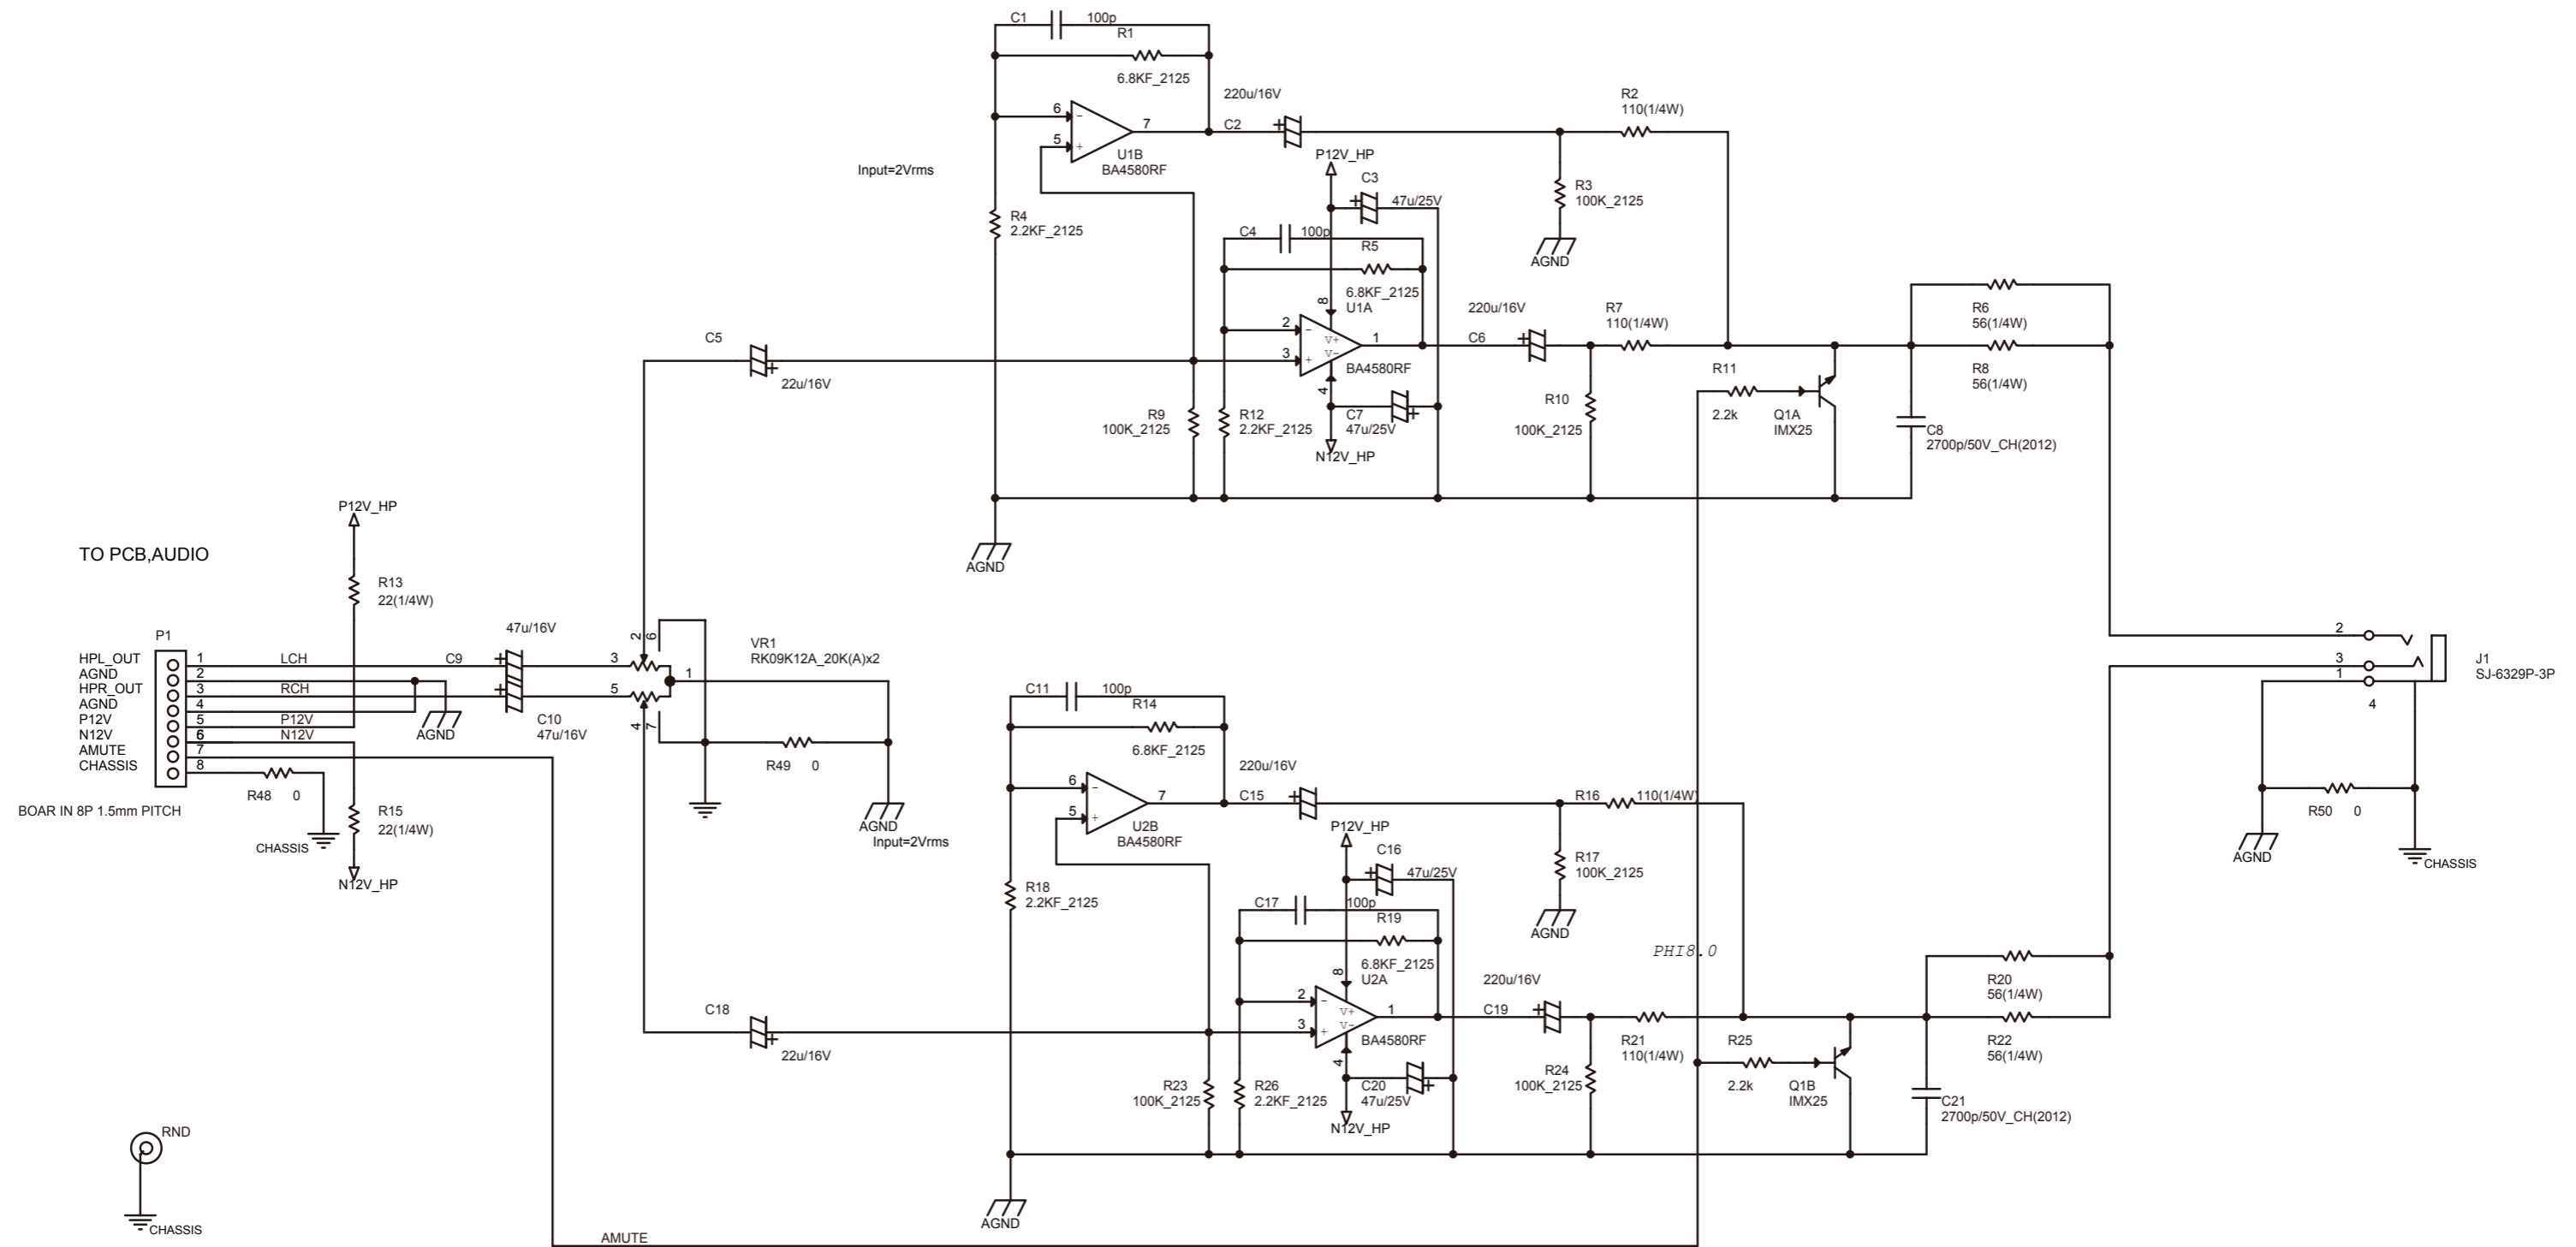 C1
100p
R1
6.8KF_2125
220u/16V
C2
R2
110(1/4W)
6
5
7
−
+
U1B
BA4580RF
Input=2Vrms
P12V_HP
C3
47u/25V
R3
100K_2125
AGND
R4
2.2KF_2125
C4
100p
R5
6.8KF_2125
U1A
8
2
3
1
4
−
+
V+
V−
BA4580RF
C7
47u/25V
N12V_HP
220u/16V
C6
R7
110(1/4W)
R6
56(1/4W)
R8
56(1/4W)
C5
22u/16V
R9
100K_2125
R12
2.2KF_2125
R10
100K_2125
R11
2.2k
Q1A
IMX25
C8
2700p/50V_CH(2012)
AGND
TO PCB,AUDIO
P12V_HP
R13
22(1/4W)
P1
HPL_OUT
AGND
HPR_OUT
AGND
P12V
N12V
AMUTE
CHASSIS
1
2
3
4
5
6
7
8
LCH
RCH
P12V
N12V
C9
47u/16V
C10
47u/16V
AGND
R48 0
CHASSIS
R15
22(1/4W)
N12V_HP
BOAR IN 8P 1.5mm PITCH
2
6
3
5
4
7
1
VR1
RK09K12A_20K(A)x2
R49 0
AGND
Input=2Vrms
C11
100p
R14
6.8KF_2125
220u/16V
C15
R16
110(1/4W)
6
5
7
−
+
U2B
BA4580RF
P12V_HP
C16
47u/25V
R17
100K_2125
AGND
R18
2.2KF_2125
C17
100p
R19
6.8KF_2125
U2A
8
2
3
1
4
−
+
V+
V−
BA4580RF
C20
47u/25V
N12V_HP
220u/16V
C19
PHI8.0
R21
110(1/4W)
R20
56(1/4W)
R22
56(1/4W)
C18
22u/16V
R23
100K_2125
R26
2.2KF_2125
R24
100K_2125
R25
2.2k
Q1B
IMX25
C21
2700p/50V_CH(2012)
AGND
2
3
1
4
J1
SJ-6329P-3P
R50 0
AGND
CHASSIS
RND
CHASSIS
AMUTE